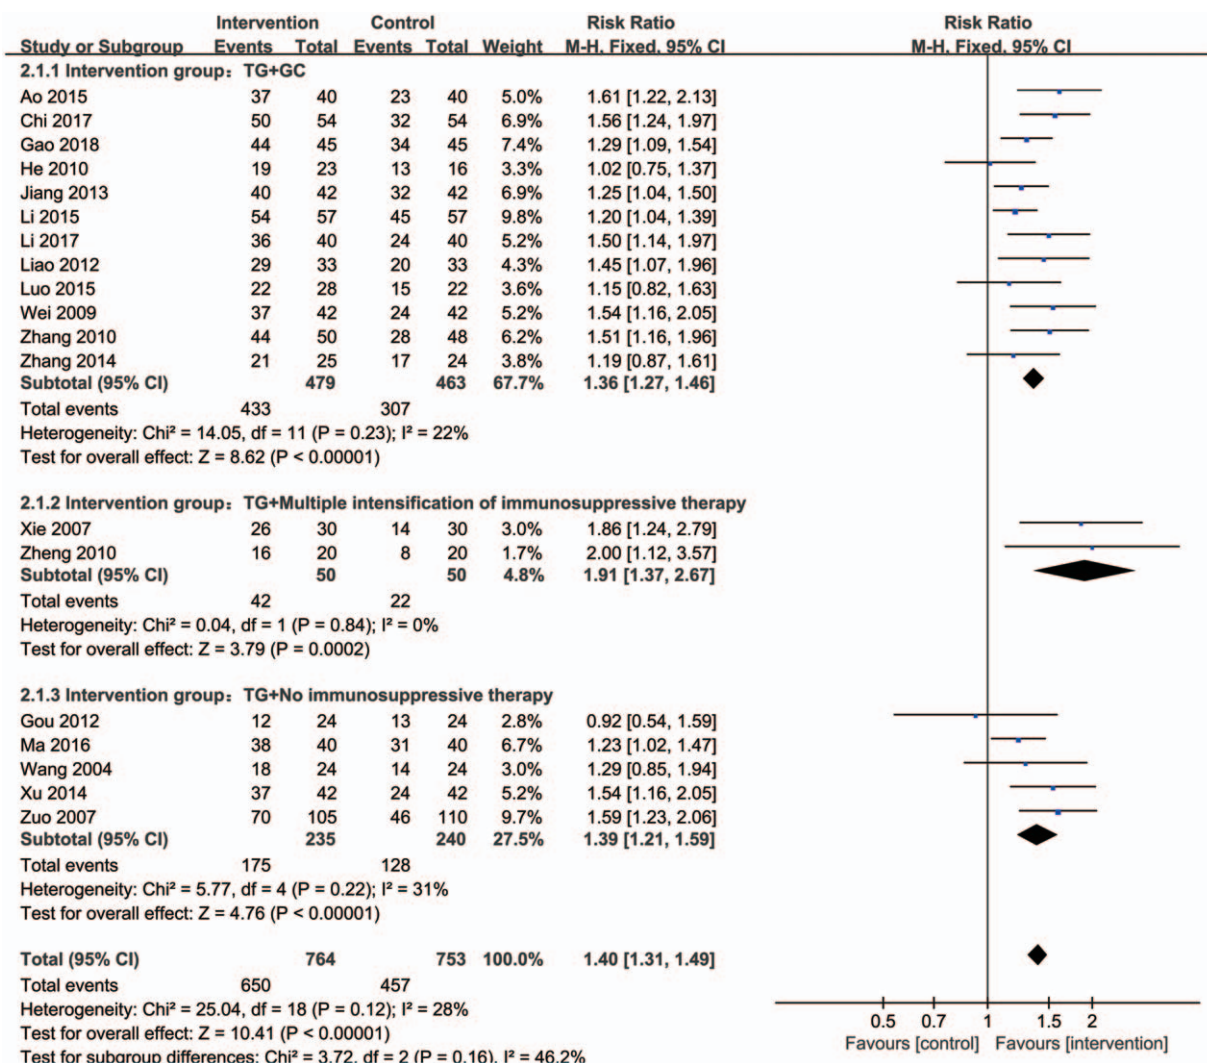 Intervention Control Risk Ratio Risk Ratio
Study or Subgroup Events Total Events Total Weight M-H. Fixed. 95% CI M-H. Fixed. 95% CI
2.1.1 Intervention group：TG+GC
Ao 2015 37 40 23 40 5.0% 1.61 [1.22, 2.13]
Chi 2017 50 54 32 54 6.9% 1.56 [1.24, 1.97]
Gao 2018 44 45 34 45 7.4% 1.29 [1.09, 1.54]
He 2010 19 23 13 16 3.3% 1.02 [0.75, 1.37]
Jiang 2013 40 42 32 42 6.9% 1.25 [1.04, 1.50]
Li 2015 54 57 45 57 9.8% 1.20 [1.04, 1.39]
Li 2017 36 40 24 40 5.2% 1.50 [1.14, 1.97]
Liao 2012 29 33 20 33 4.3% 1.45 [1.07, 1.96]
Luo 2015 22 28 15 22 3.6% 1.15 [0.82, 1.63]
Wei 2009 37 42 24 42 5.2% 1.54 [1.16, 2.05]
Zhang 2010 44 50 28 48 6.2% 1.51 [1.16, 1.96]
Zhang 2014 21 25 17 24 3.8% 1.19 [0.87, 1.61]
Subtotal (95% CI) 479 463 67.7% 1.36 [1.27, 1.46]
Total events 433 307
Heterogeneity: Chi² = 14.05, df = 11 (P = 0.23); I² = 22%
Test for overall effect: Z = 8.62 (P < 0.00001)
2.1.2 Intervention group：TG+Multiple intensification of immunosuppressive therapy
Xie 2007 26 30 14 30 3.0% 1.86 [1.24, 2.79]
Zheng 2010 16 20 8 20 1.7% 2.00 [1.12, 3.57]
Subtotal (95% CI) 50 50 4.8% 1.91 [1.37, 2.67]
Total events 42 22
Heterogeneity: Chi² = 0.04, df = 1 (P = 0.84); I² = 0%
Test for overall effect: Z = 3.79 (P = 0.0002)
2.1.3 Intervention group：TG+No immunosuppressive therapy
Gou 2012 12 24 13 24 2.8% 0.92 [0.54, 1.59]
Ma 2016 38 40 31 40 6.7% 1.23 [1.02, 1.47]
Wang 2004 18 24 14 24 3.0% 1.29 [0.85, 1.94]
Xu 2014 37 42 24 42 5.2% 1.54 [1.16, 2.05]
Zuo 2007 70 105 46 110 9.7% 1.59 [1.23, 2.06]
Subtotal (95% CI) 235 240 27.5% 1.39 [1.21, 1.59]
Total events 175 128
Heterogeneity: Chi² = 5.77, df = 4 (P = 0.22); I² = 31%
Test for overall effect: Z = 4.76 (P < 0.00001)
Total (95% CI) 764 753 100.0% 1.40 [1.31, 1.49]
Total events 650 457
Heterogeneity: Chi² = 25.04, df = 18 (P = 0.12); I² = 28%
Test for overall effect: Z = 10.41 (P < 0.00001)
Test for subgroup differences: Chi² = 3.72, df = 2 (P = 0.16), I² = 46.2%
0.5 0.7 1 1.5 2
Favours [control] Favours [intervention]